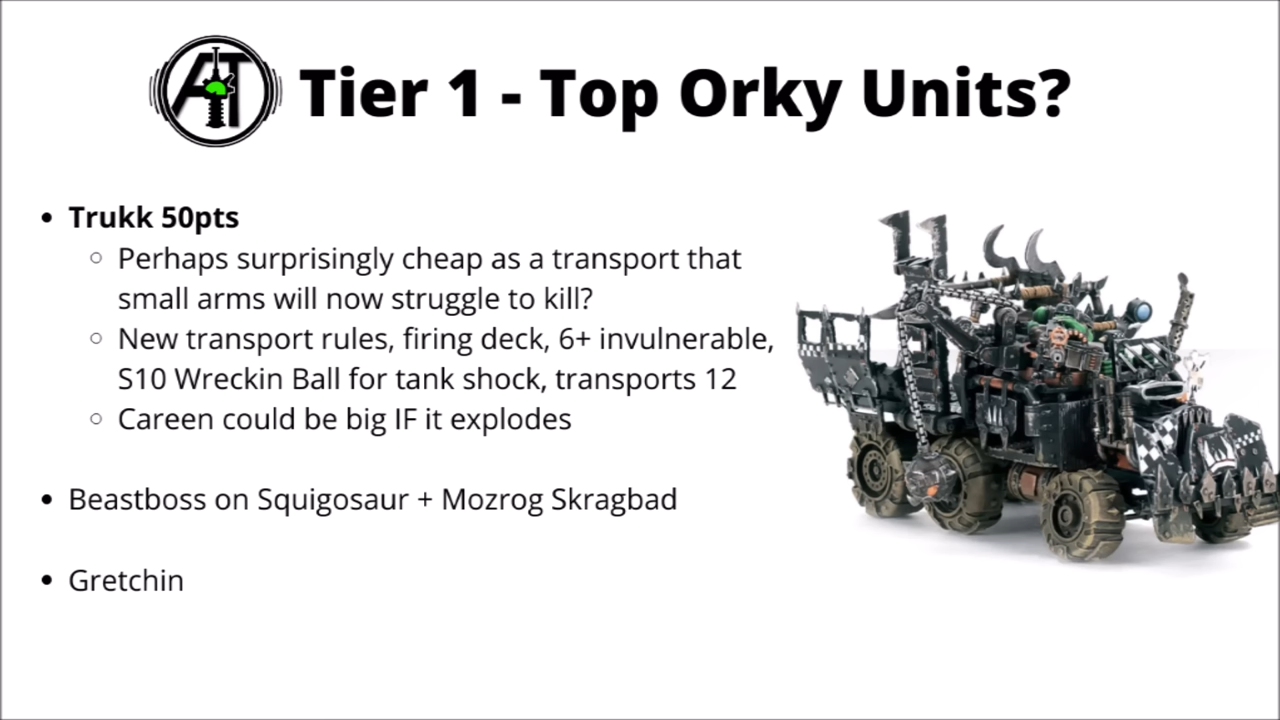 AT
Tier 1 - Top Orky Units?
• Trukk 50pts
○ Perhaps surprisingly cheap as a transport that
small arms will now struggle to kill?
○ New transport rules, firing deck, 6+ invulnerable,
S10 Wreckin Ball for tank shock, transports 12
○ Careen could be big IF it explodes
• Beastboss on Squigosaur + Mozrog Skragbad
• Gretchin